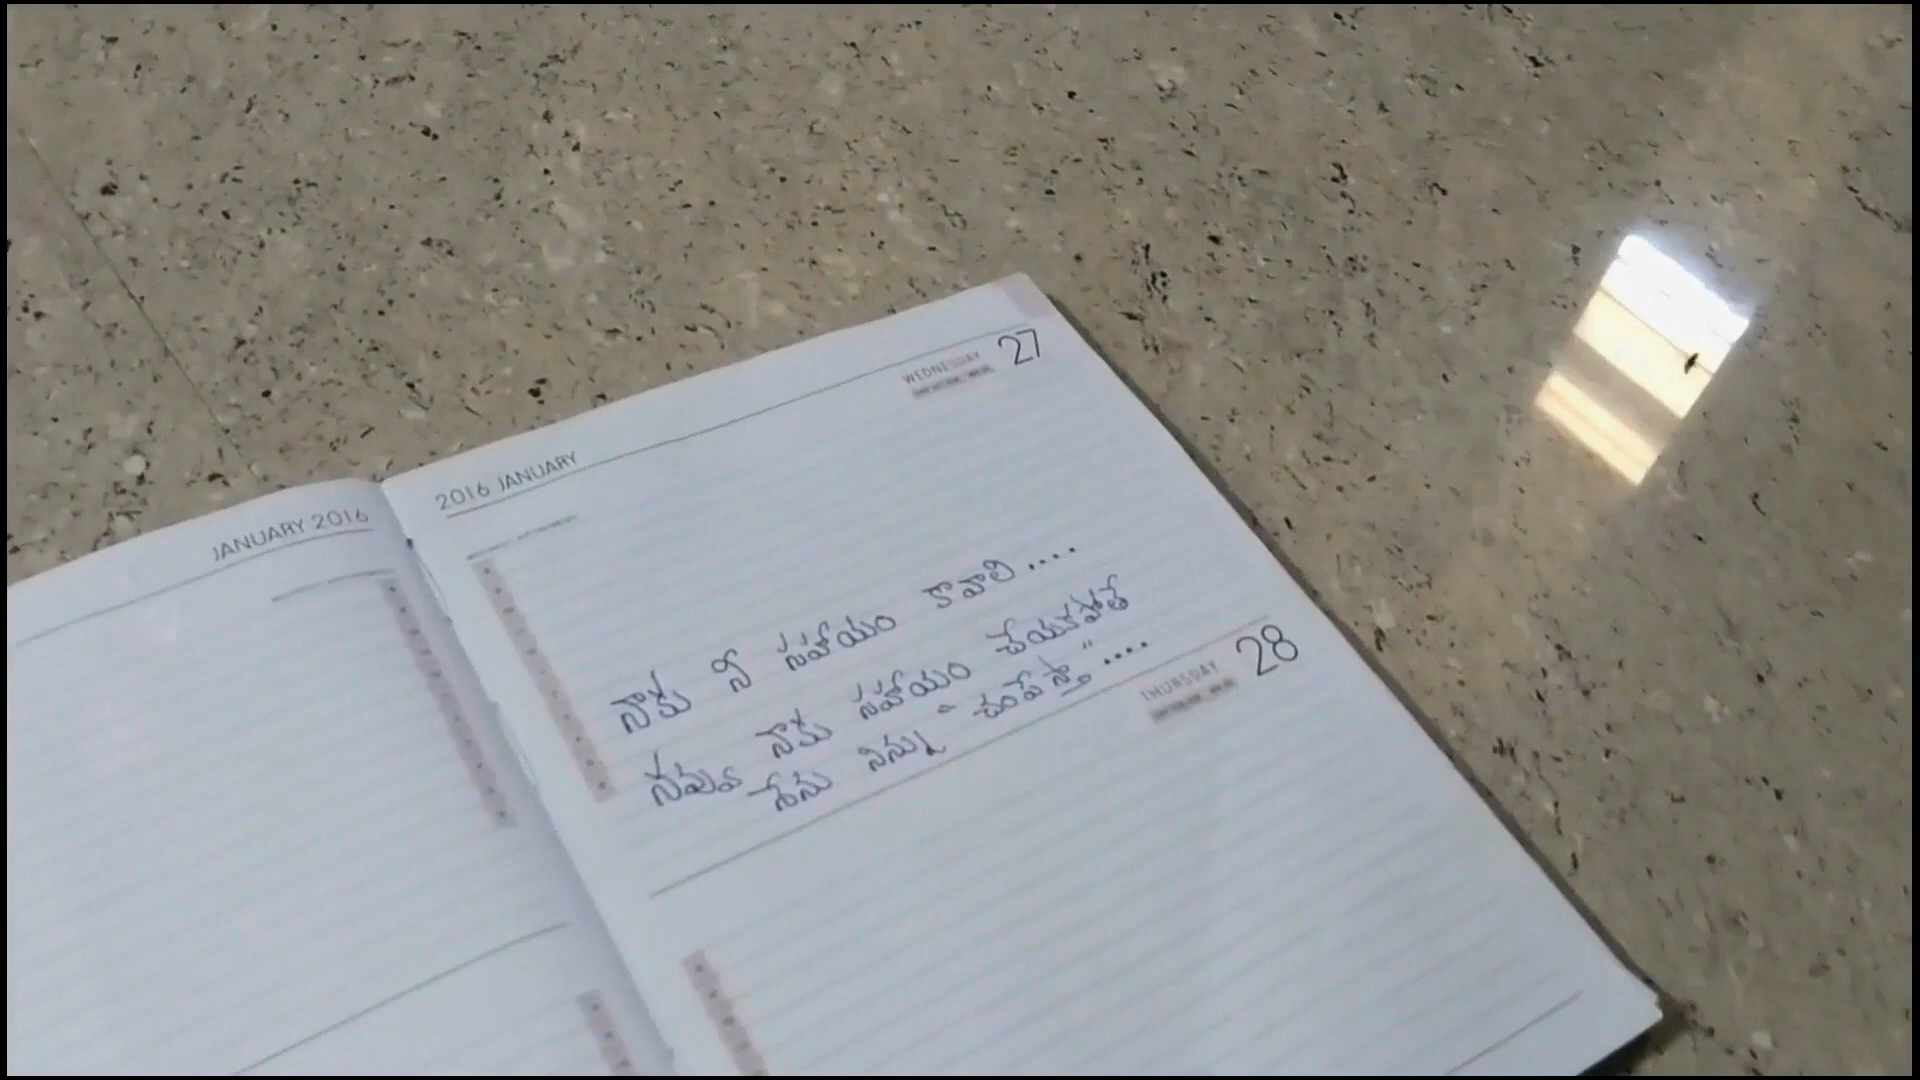 JANUARY 2016
2016 JANUARY
WEDNESDAY 27
నాకు నీ సహాయం కావాలి ....
నీవు నాకు సహాయం చేయకపోతే
నేను నిన్ను "చంపేస్తా" ....
THURSDAY 28